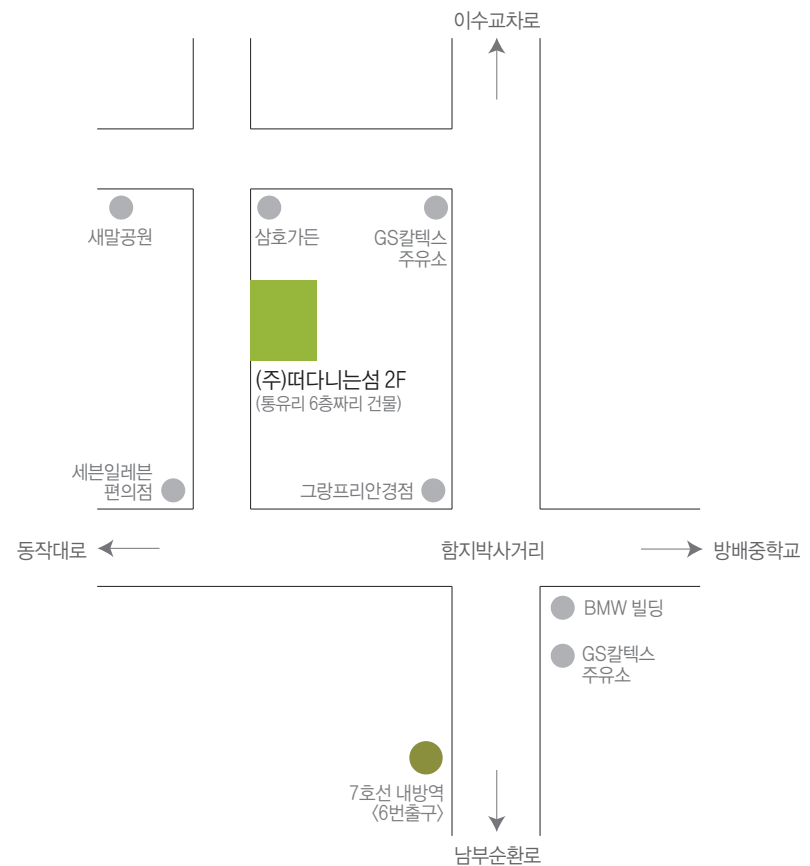 이수교차로
새말공원
삼호가든
GS칼텍스
주유소
(주)떠다니는섬 2F
(통유리 6층짜리 건물)
세븐일레븐
편의점
그랑프리안경점
동작대로
함지박사거리
방배중학교
BMW 빌딩
GS칼텍스
주유소
7호선 내방역
〈6번출구〉
남부순환로